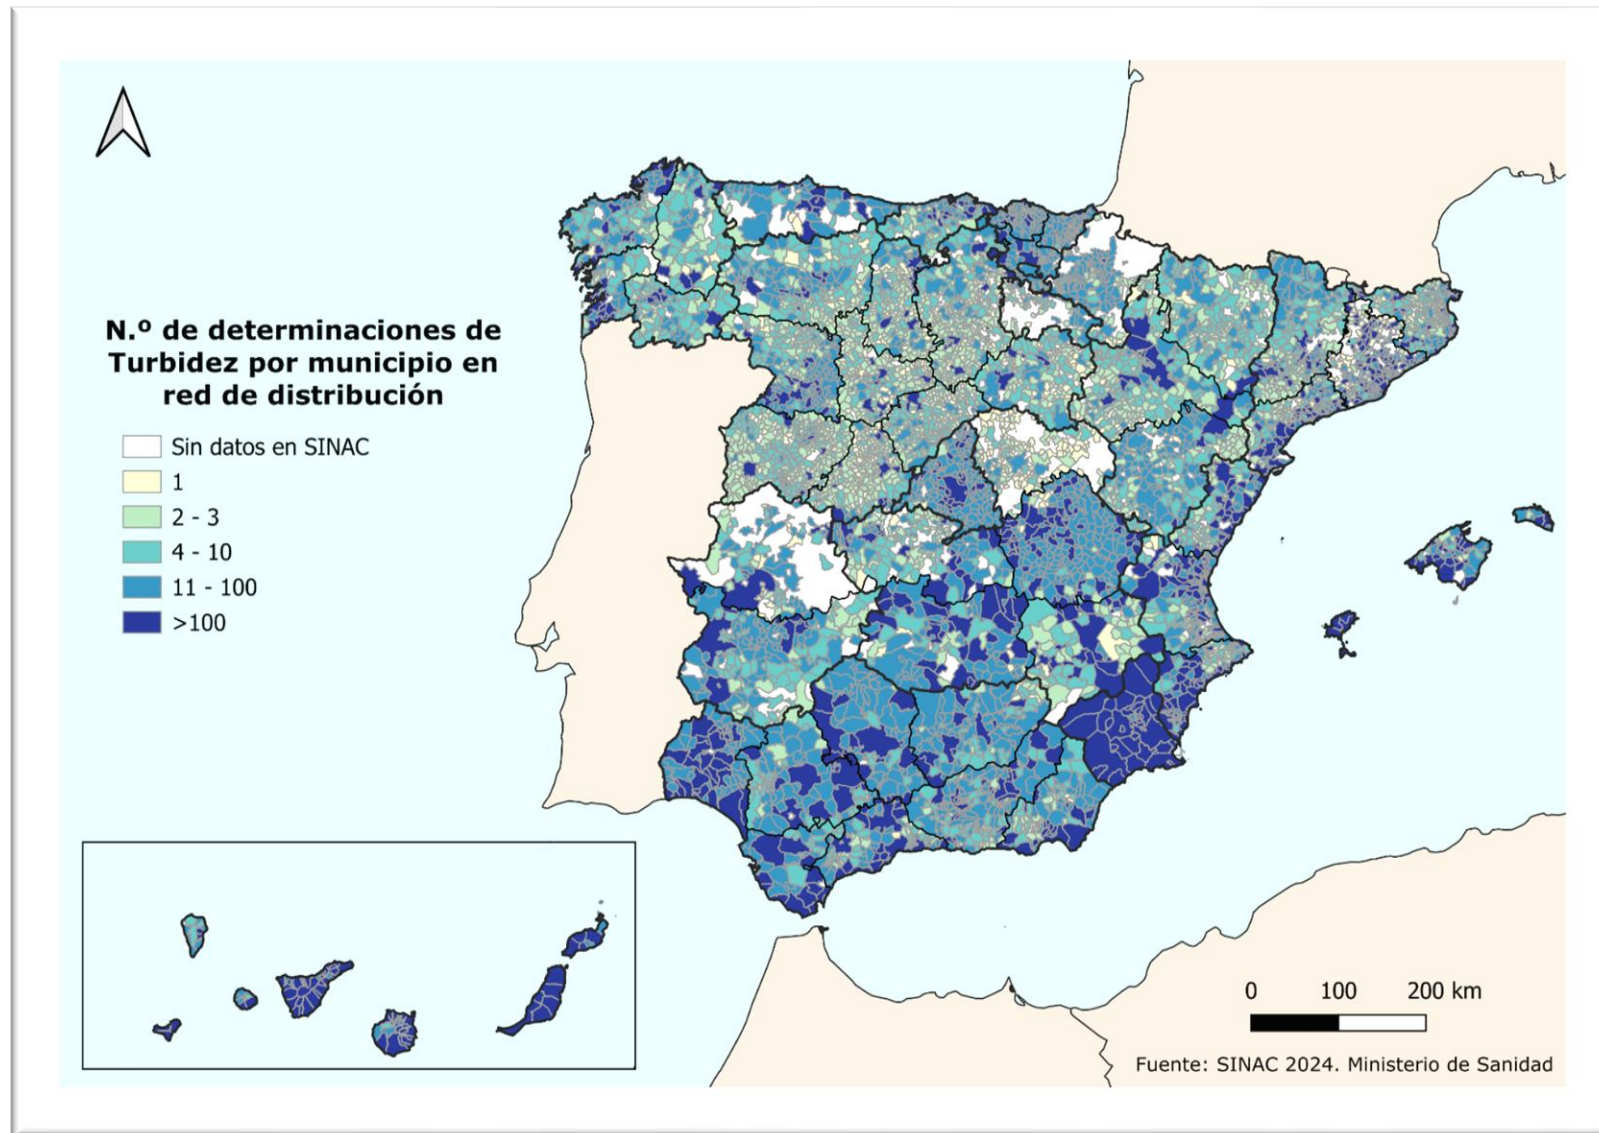 N.º de determinaciones de
Turbidez por municipio en
red de distribución
Sin datos en SINAC
1
2 - 3
4 - 10
11 - 100
>100
0 100 200 km
Fuente: SINAC 2024. Ministerio de Sanidad